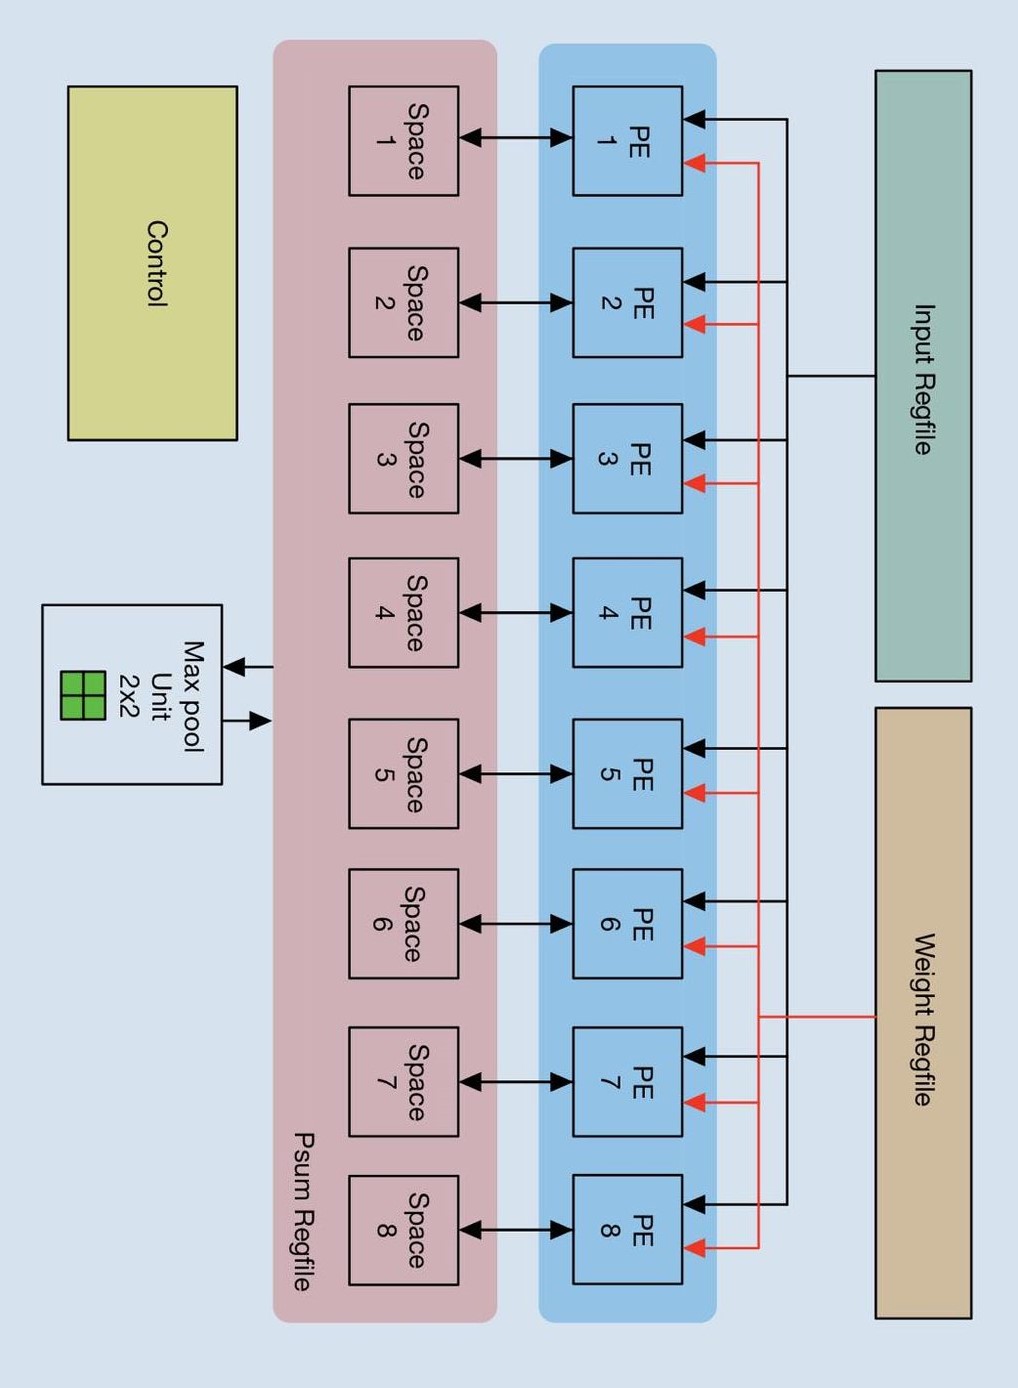 Input Regfile
Weight Regfile
PE
1
PE
2
PE
3
PE
4
PE
5
PE
6
PE
7
PE
8
Space
1
Space
2
Space
3
Space
4
Space
5
Space
6
Space
7
Space
8
Psum Regfile
Control
Max pool
Unit
2x2